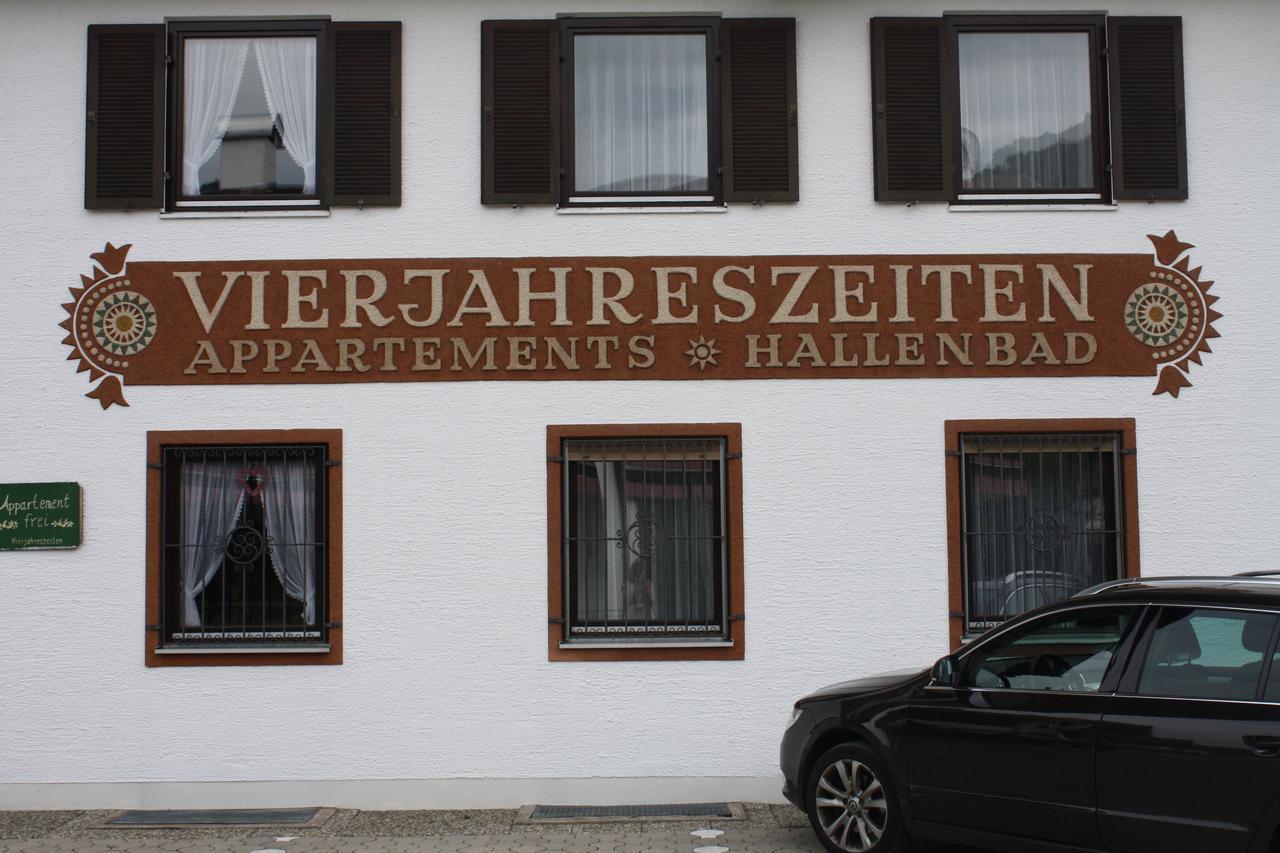 VIERJAHRESZEITEN
APPARTEMENTS HALLENBAD
Appartement
frei
Vierjahreszeiten